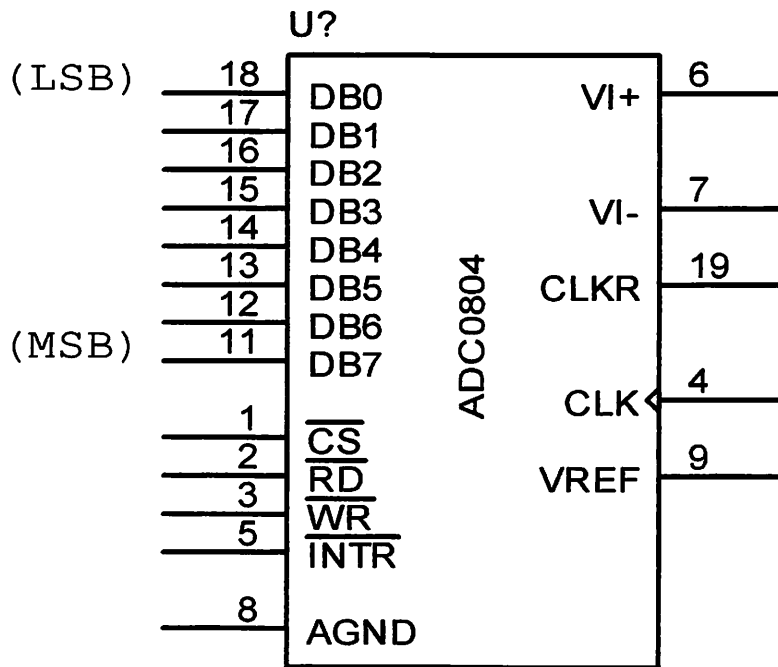 U?
(LSB) 18 DB0 VI+ 6
17 DB1
16 DB2
15 DB3 VI- 7
14 DB4
13 DB5 CLKR 19
12 DB6
(MSB) 11 DB7
ADC0804
CLK 4
1 CS
2 RD VREF 9
3 WR
5 INTR
8 AGND